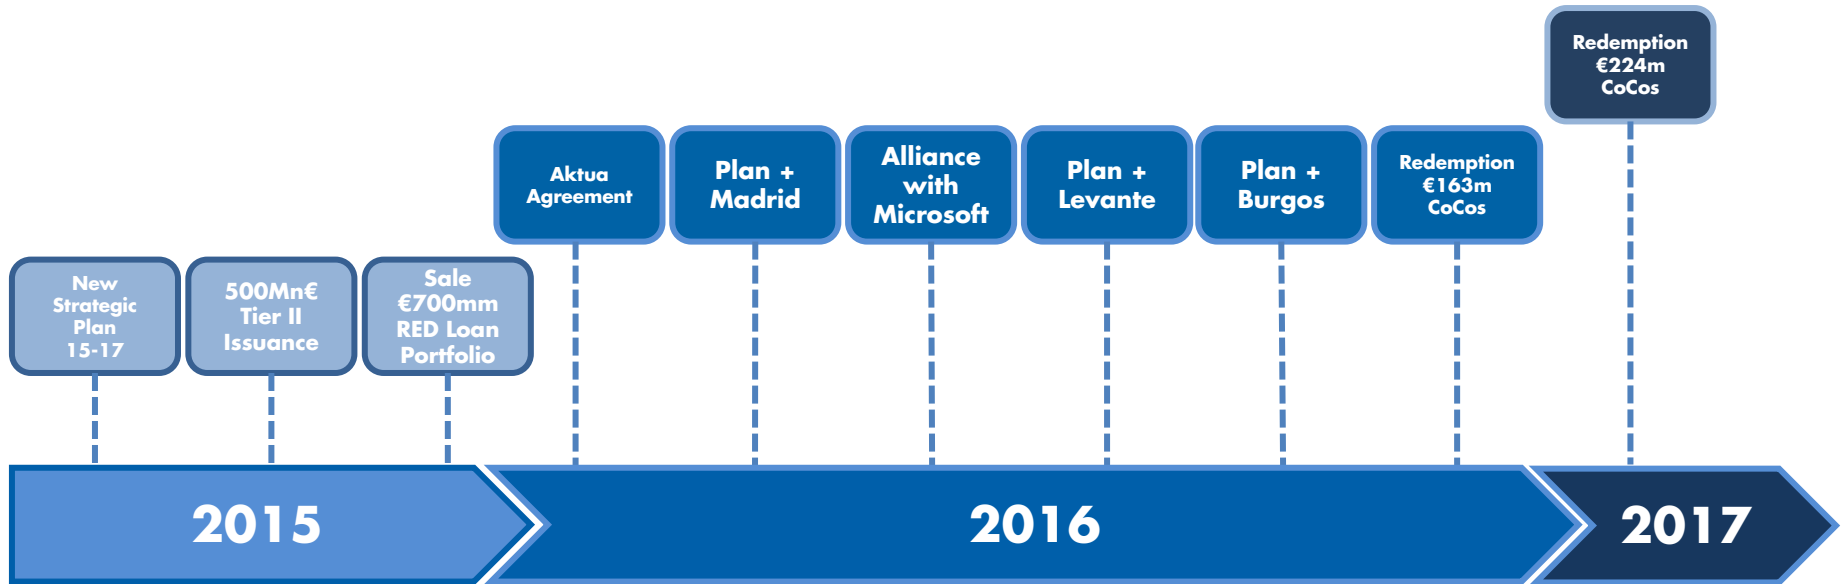 Redemption
€224m
CoCos
Aktua
Agreement
Plan +
Madrid
Alliance
with
Microsoft
Plan +
Levante
Plan +
Burgos
Redemption
€163m
CoCos
New
Strategic
Plan
15-17
500Mn€
Tier II
Issuance
Sale
€700mm
RED Loan
Portfolio
2015
2016
2017